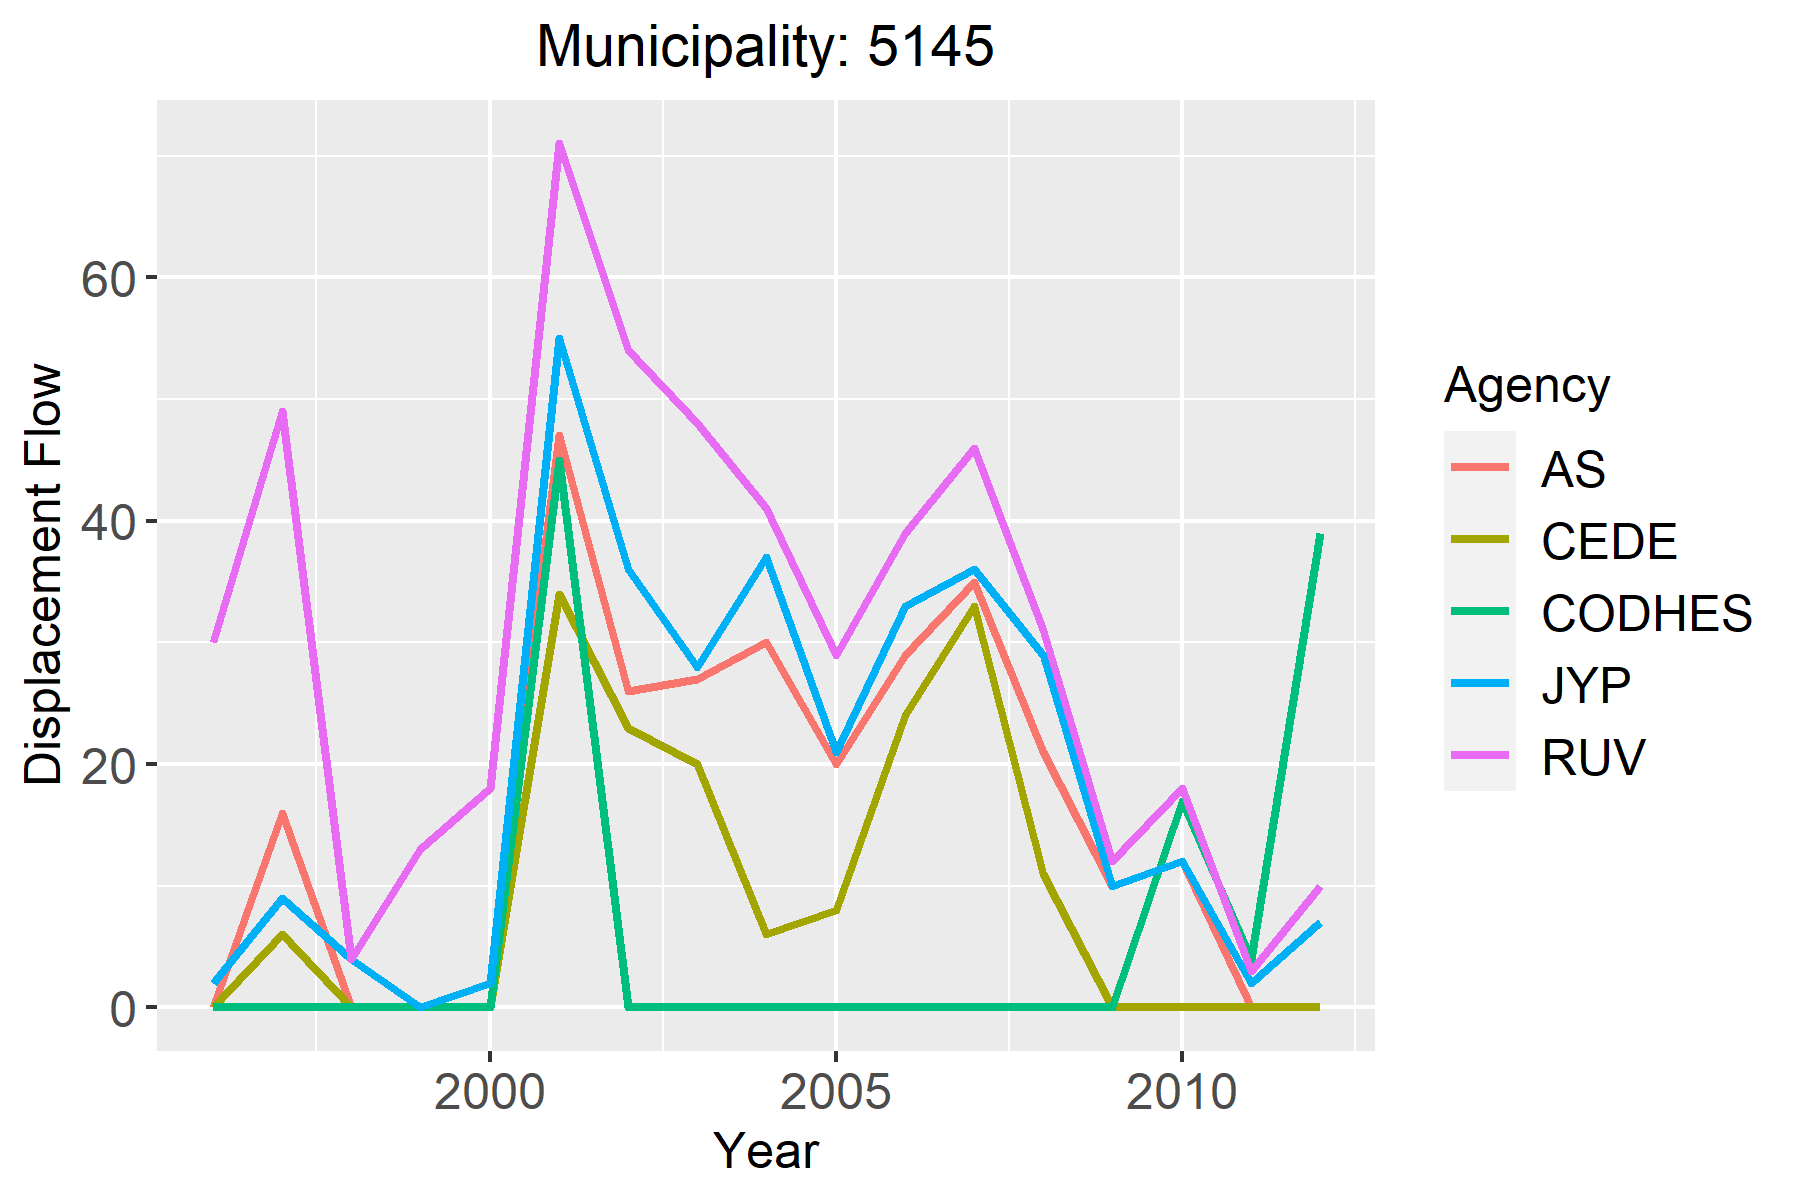 Municipality: 5145
Displacement Flow
60
40
20
0
2000 2005 2010
Year
Agency
AS
CEDE
CODHES
JYP
RUV